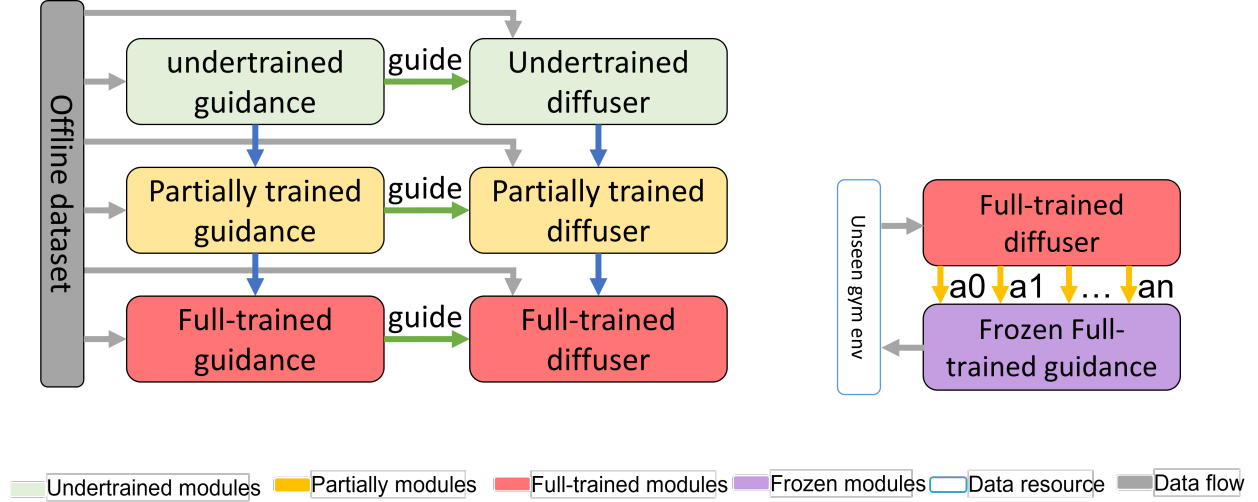 Offline dataset
undertrained
guidance
guide
Undertrained
diffuser
Partially trained
guidance
guide
Partially trained
diffuser
Full-trained
guidance
guide
Full-trained
diffuser
Unseen gym env
Full-trained
diffuser
a0 a1 ... an
Frozen Full-
trained guidance
Undertrained modules Partially modules Full-trained modules Frozen modules Data resource Data flow